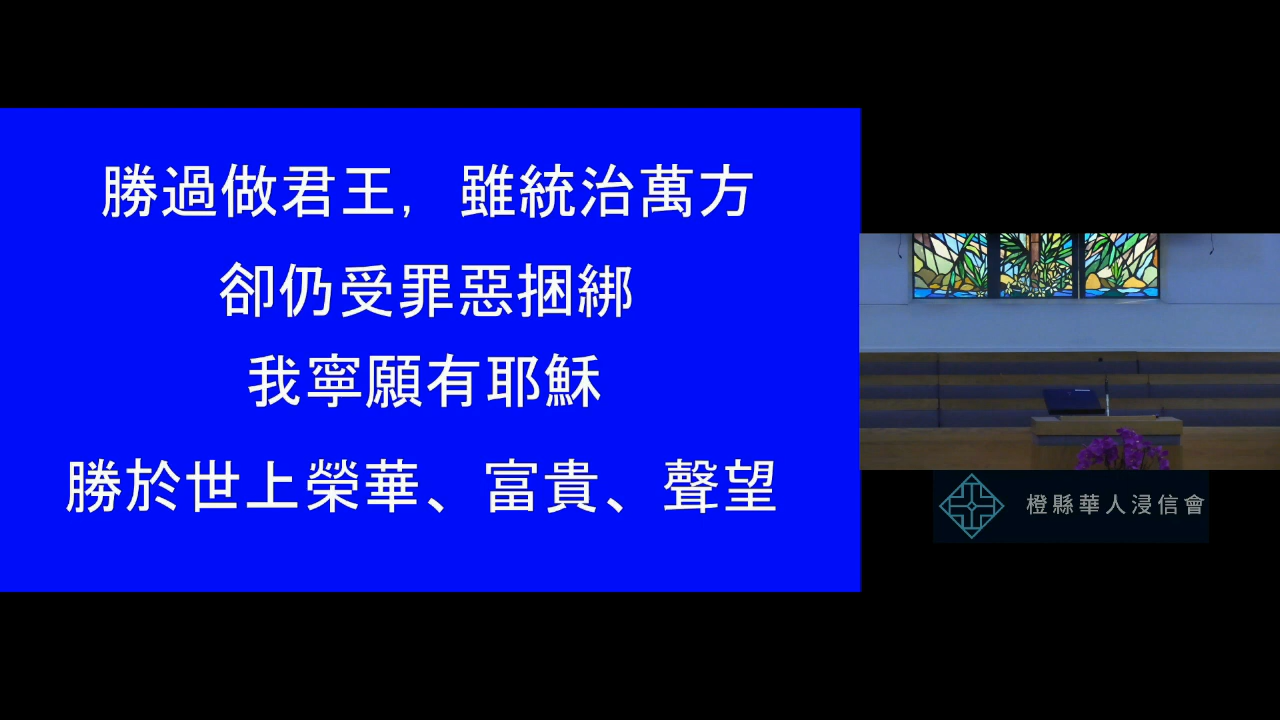 勝過做君王, 雖統治萬方
卻仍受罪惡捆綁
我寧願有耶穌
勝於世上榮華、富貴、聲望
橙縣華人浸信會